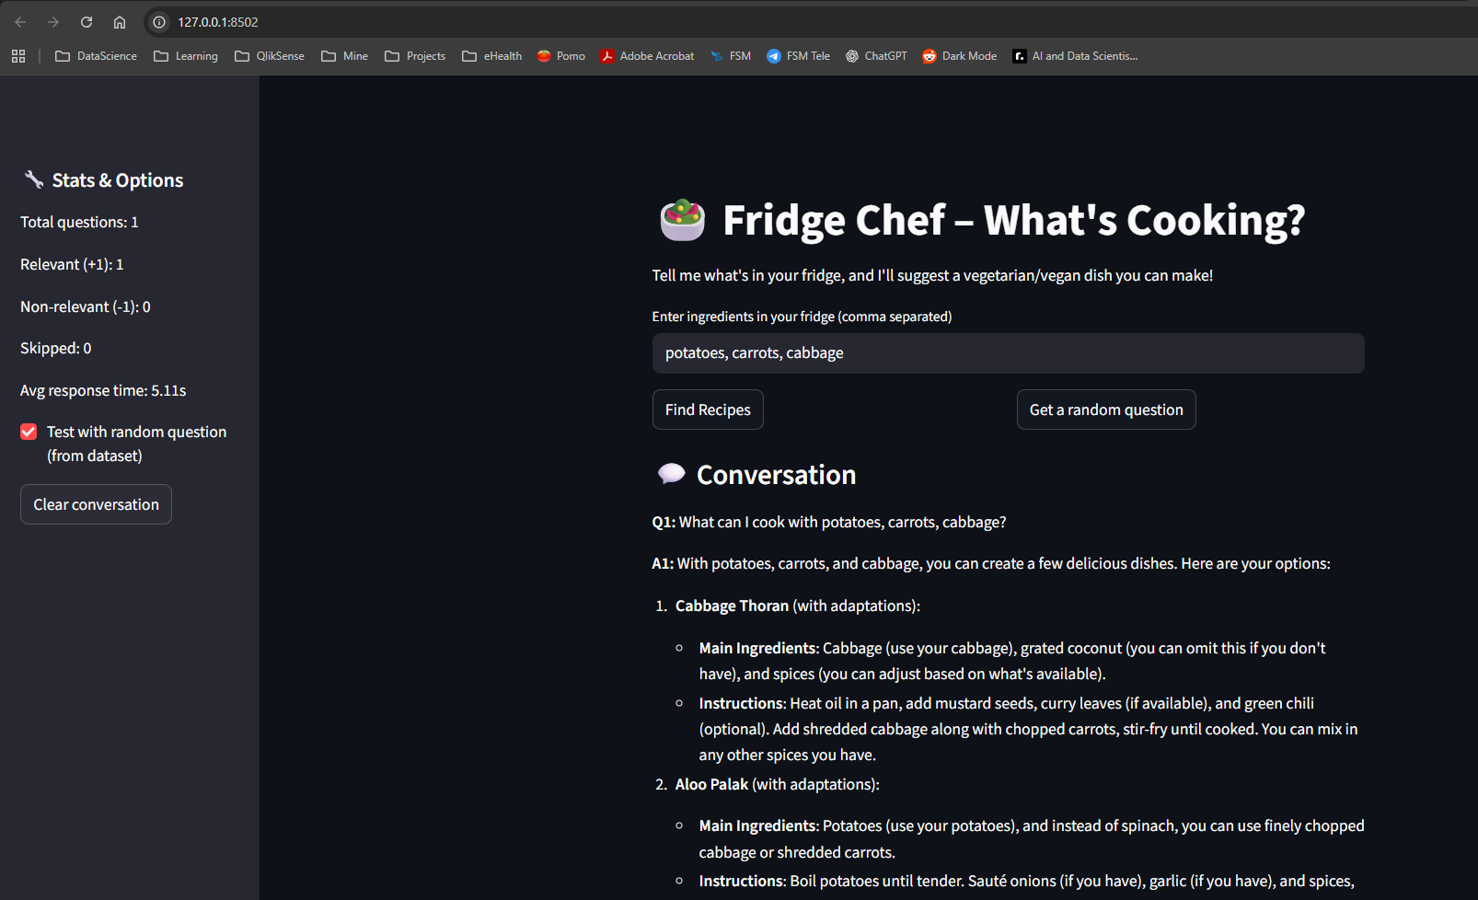 127.0.0.1:8502
DataScience Learning QlikSense Mine Projects eHealth Pomo Adobe Acrobat FSM FSM Tele ChatGPT Dark Mode r. AI and Data Scientis...
Stats & Options
Total questions: 1
Relevant (+1): 1
Non-relevant (-1): 0
Skipped: 0
Avg response time: 5.11s
Test with random question
(from dataset)
Clear conversation
Fridge Chef – What's Cooking?
Tell me what's in your fridge, and I'll suggest a vegetarian/vegan dish you can make!
Enter ingredients in your fridge (comma separated)
potatoes, carrots, cabbage
Find Recipes
Get a random question
Conversation
Q1: What can I cook with potatoes, carrots, cabbage?
A1: With potatoes, carrots, and cabbage, you can create a few delicious dishes. Here are your options:
1. Cabbage Thoran (with adaptations):
Main Ingredients: Cabbage (use your cabbage), grated coconut (you can omit this if you don't
have), and spices (you can adjust based on what's available).
Instructions: Heat oil in a pan, add mustard seeds, curry leaves (if available), and green chili
(optional). Add shredded cabbage along with chopped carrots, stir-fry until cooked. You can mix in
any other spices you have.
2. Aloo Palak (with adaptations):
Main Ingredients: Potatoes (use your potatoes), and instead of spinach, you can use finely chopped
cabbage or shredded carrots.
Instructions: Boil potatoes until tender. Sauté onions (if you have), garlic (if you have), and spices,